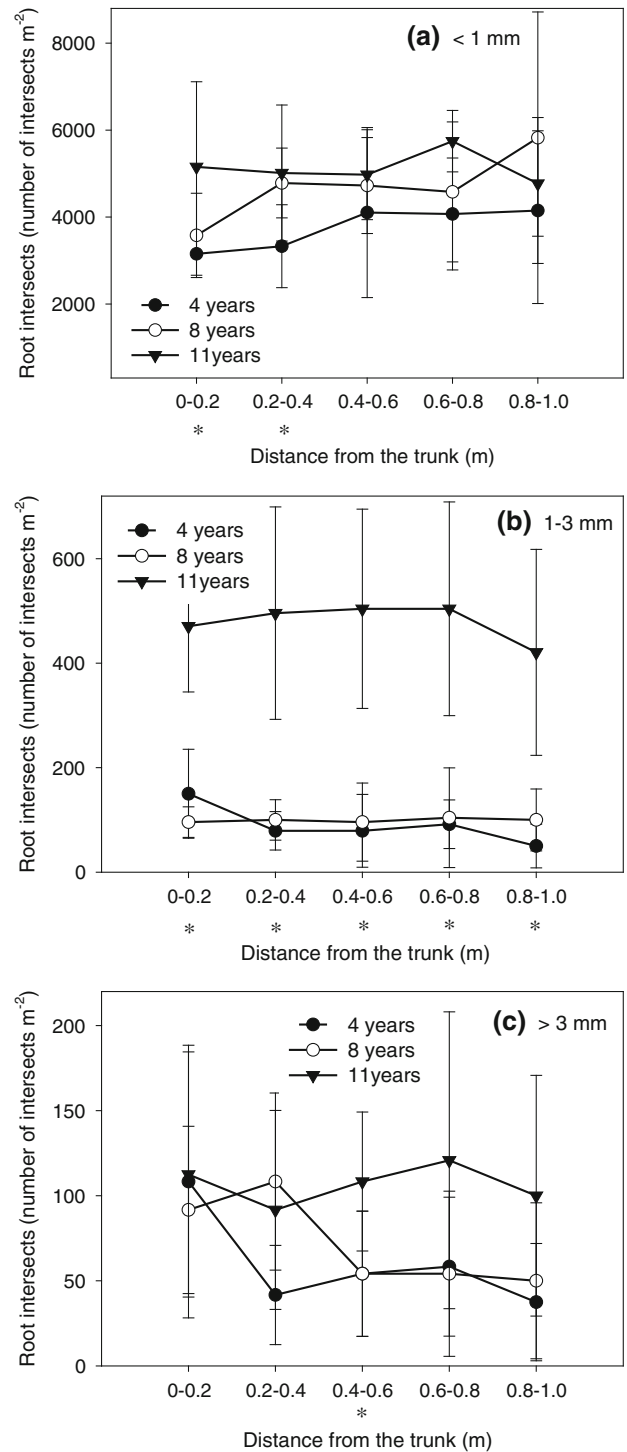 (a) < 1 mm
Root intersects (number of intersects m-2)
8000
6000
4000
2000
4 years
8 years
11years
0-0.2 0.2-0.4 0.4-0.6 0.6-0.8 0.8-1.0
* *
Distance from the trunk (m)
(b) 1-3 mm
Root intersects (number of intersects m-2)
600
400
200
0
4 years
8 years
11years
0-0.2 0.2-0.4 0.4-0.6 0.6-0.8 0.8-1.0
* * * * *
Distance from the trunk (m)
(c) > 3 mm
Root intersects (number of intersects m-2)
200
150
100
50
0
4 years
8 years
11years
0-0.2 0.2-0.4 0.4-0.6 0.6-0.8 0.8-1.0
*
Distance from the trunk (m)